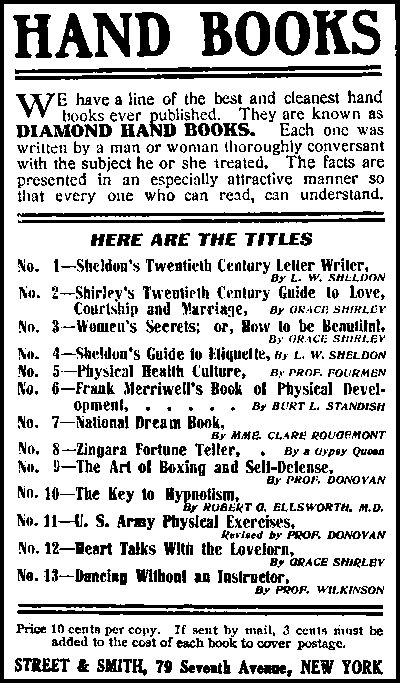 HAND BOOKS
WE have a line of the best and cleanest hand
books ever published. They are known as
DIAMOND HAND BOOKS. Each one was
written by a man or woman thoroughly conversant
with the subject he or she treated. The facts are
presented in an especially attractive manner so
that every one who can read, can understand.
HERE ARE THE TITLES
No. 1—Sheldon's Twentieth Century Letter Writer,
By L. W. SHELDON
No. 2—Shirley's Twentieth Century Guide to Love,
Courtship and Marriage, By GRACE SHIRLEY
No. 3—Women's Secrets; or, How to be Beautiful,
By GRACE SHIRLEY
No. 4—Sheldon's Guide to Etiquette, By L. W. SHELDON
No. 5—Physical Health Culture, By PROF. FOURMEN
No. 6—Frank Merriwell's Book of Physical Devel-
opment, . . . . . By BURT L. STANDISH
No. 7—National Dream Book,
By MME. CLARE ROUGEMONT
No. 8—Zingara Fortune Teller, . By a Gypsy Queen
No. 9—The Art of Boxing and Self-Defense,
By PROF. DONOVAN
No. 10—The Key to Hypnotism,
By ROBERT G. ELLSWORTH, M.D.
No. 11—U. S. Army Physical Exercises,
Revised by PROF. DONOVAN
No. 12—Heart Talks With the Lovelorn,
By GRACE SHIRLEY
No. 13—Dancing Without an Instructor,
By PROF. WILKINSON
Price 10 cents per copy. If sent by mail, 3 cents must be
added to the cost of each book to cover postage.
STREET & SMITH, 79 Seventh Avenue, NEW YORK